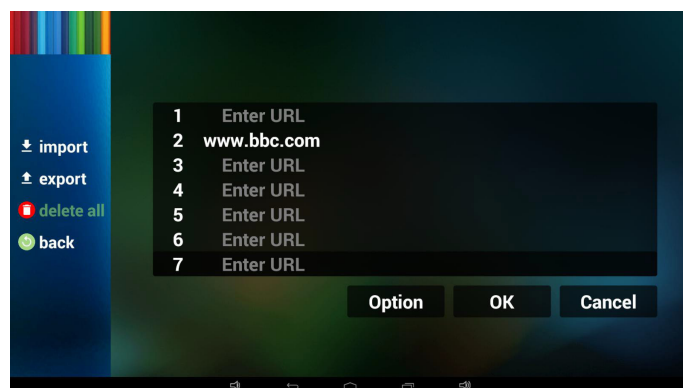 import
export
delete all
back
1 Enter URL
2 www.bbc.com
3 Enter URL
4 Enter URL
5 Enter URL
6 Enter URL
7 Enter URL
Option OK Cancel